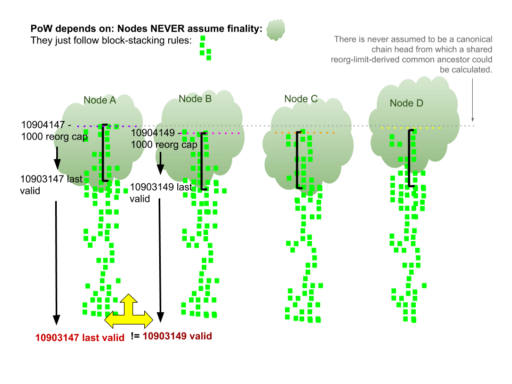 PoW depends on: Nodes NEVER assume finality:
They just follow block-stacking rules:
There is never assumed to be a canonical
chain head from which a shared
reorg-limit-derived common ancestor could
be calculated.
Node A
Node B
Node C
Node D
10904147 -
1000 reorg cap
10904149 -
1000 reorg cap
10903147 last
valid
10903149 last
valid
10903147 last valid != 10903149 valid